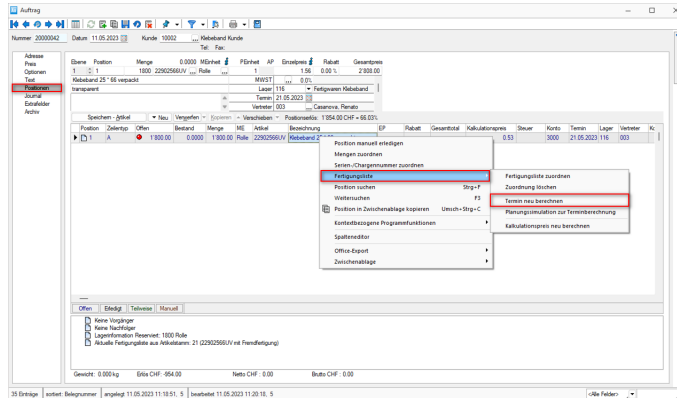 Auftrag
Nummer 20000042 Datum 11.05.2023 Kunde 10002 ... Klebeband Kunde
Tel: Fax:
Adresse
Preis
Optionen
Text
Positionen
Journal
Extrafelder
Archiv
Ebene Position Menge 0.0000 MEinheit PEinheit AP Einzelpreis Rabatt Gesamtpreis
1 1 1800 22902566UV ... Rolle ... 1 1.56 0.00 % 2'808.00
Klebeband 25 * 66 verpackt MWST ... 0.0%
transparent Lager 116 Fertigwaren Klebeband
Termin 21.05.2023
Vertreter 003 ... Casanova, Renato
Speichern - Artikel Neu Verwerfen Kopieren Verschieben Positionserlös: 1'854.00 CHF = 66.03%
Position Zeilentyp Offen Bestand Menge ME Artikel Bezeichnung EP Rabatt Gesamttotal Kalkulationspreis Steuer Konto Termin Lager Vertreter Kc
1 A 1'800.00 0.0000 1'800.00 Rolle 22902566UV Klebeband 25 0.53 3000 21.05.2023 116 003
Position manuell erledigen
Mengen zuordnen
Serien-/Chargennummer zuordnen
Fertigungsliste
Position suchen Strg+F
Weitersuchen F3
Position in Zwischenablage kopieren Umsch+Strg+C
Kontextbezogene Programmfunktionen
Spalteneditor
Office-Export
Zwischenablage
Fertigungsliste zuordnen
Zuordnung löschen
Termin neu berechnen
Planungssimulation zur Terminberechnung
Kalkulationspreis neu berechnen
Offen Erledigt Teilweise Manuell
Keine Vorgänger
Keine Nachfolger
Lagerinformation Reserviert: 1800 Rolle
Aktuelle Fertigungsliste aus Artikelstamm: 21 (22902566UV mit Fremdfertigung)
Gewicht : 0.000 kg Erlös CHF:-954.00 Netto CHF : 0.00 Brutto CHF : 0.00
35 Einträge sortiert: Belegnummer angelegt 11.05.2023 11:18:51, 5 bearbeitet 11.05.2023 11:20:18, 5 <Alle Felder>